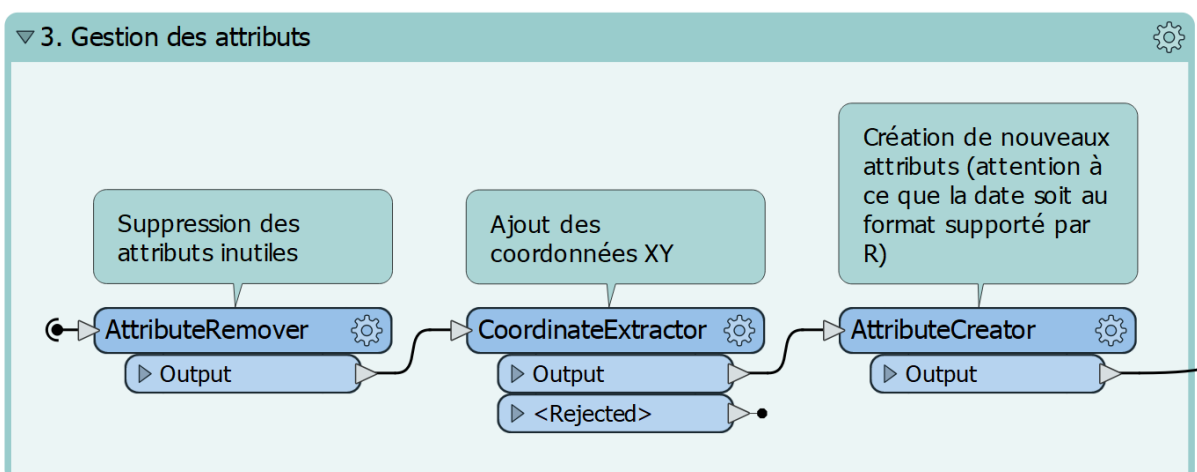 3. Gestion des attributs
Création de nouveaux
attributs (attention à
ce que la date soit au
format supporté par
R)
Suppression des
attributs inutiles
Ajout des
coordonnées XY
AttributeRemover
Output
CoordinateExtractor
Output
<Rejected>
AttributeCreator
Output